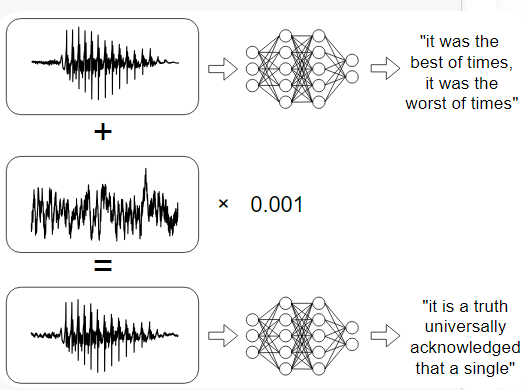 "it was the
best of times,
it was the
worst of times"
+
× 0.001
=
"it is a truth
universally
acknowledged
that a single"